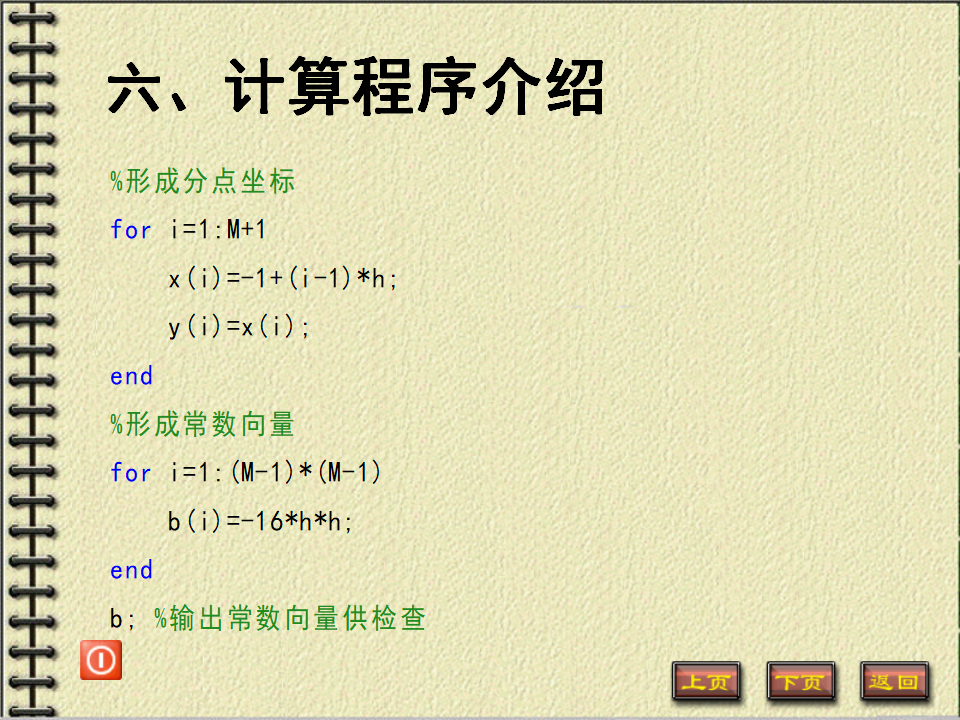 六、计算程序介绍
%形成分点坐标
for i=1:M+1
x(i)=-1+(i-1)*h;
y(i)=x(i);
end
%形成常数向量
for i=1:(M-1)*(M-1)
b(i)=-16*h*h;
end
b; %输出常数向量供检查
上页 下页 返回